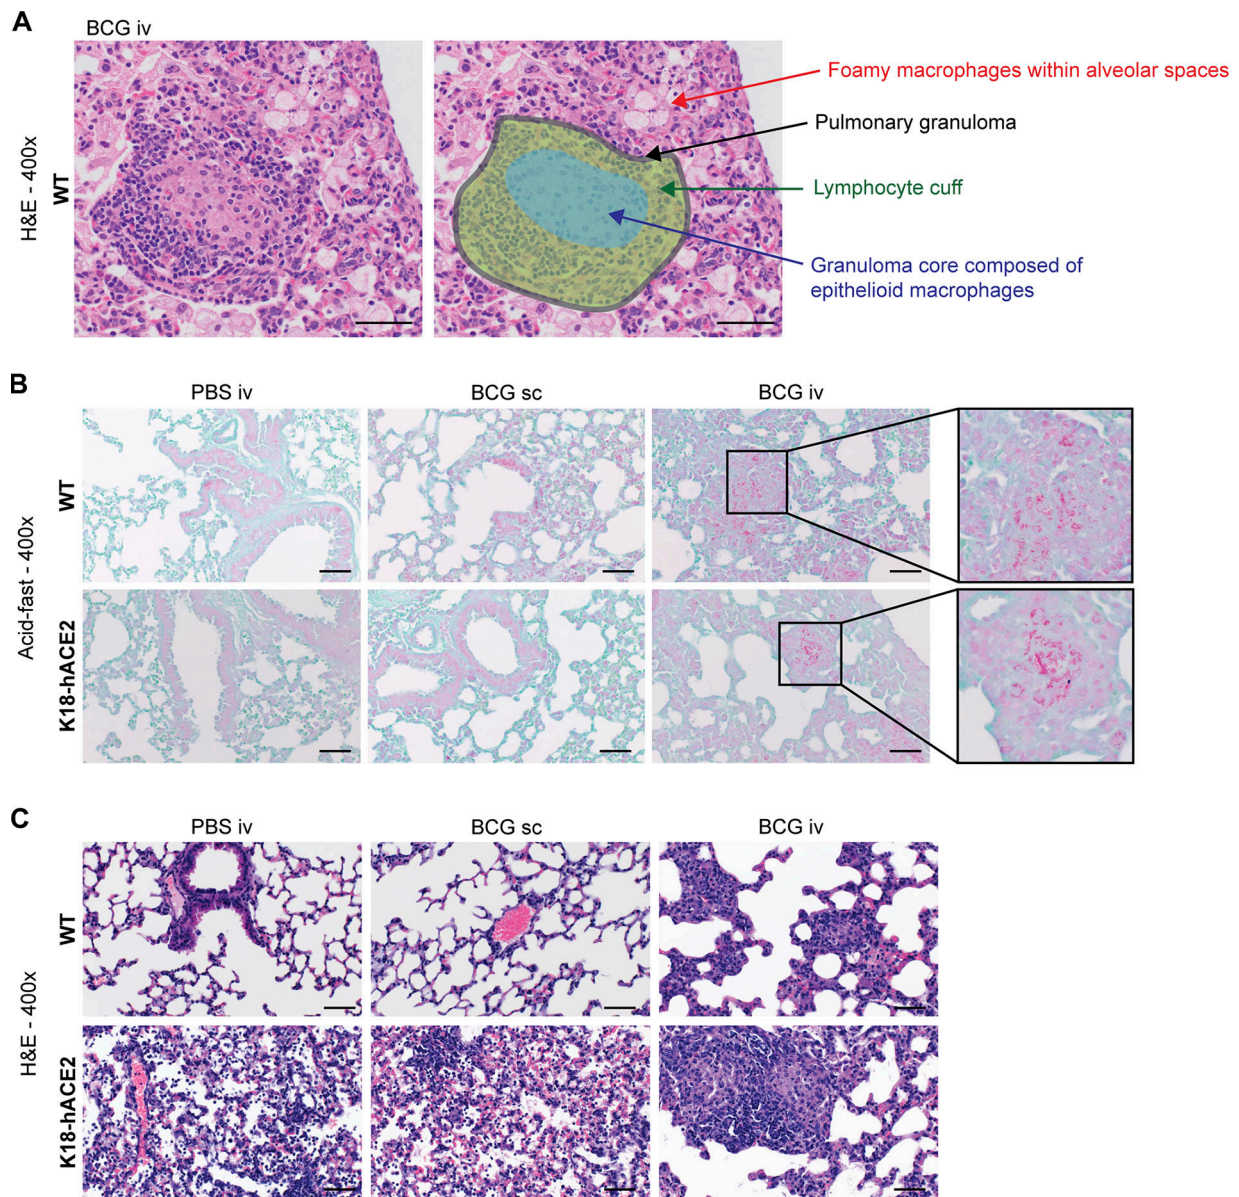 A
BCG iv
H&E - 400x
WT
Foamy macrophages within alveolar spaces
Pulmonary granuloma
Lymphocyte cuff
Granuloma core composed of
epithelioid macrophages
B
PBS iv
BCG sc
BCG iv
Acid-fast - 400x
WT
K18-hACE2
C
PBS iv
BCG sc
BCG iv
H&E - 400x
WT
K18-hACE2